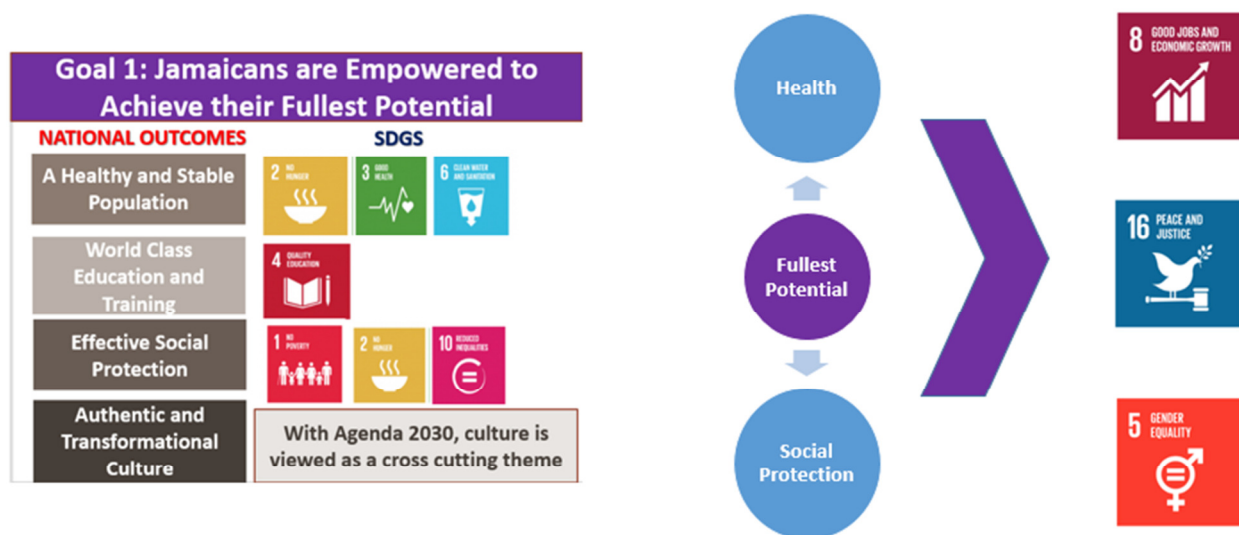 Goal 1: Jamaicans are Empowered to
Achieve their Fullest Potential
NATIONAL OUTCOMES
SDGS
A Healthy and Stable
Population
2 NO
HUNGER
3 GOOD
HEALTH
6 CLEAN WATER
AND SANITATION
World Class
Education and
Training
4 QUALITY
EDUCATION
Effective Social
Protection
1 NO
POVERTY
2 NO
HUNGER
10 REDUCED
INEQUALITIES
Authentic and
Transformational
Culture
With Agenda 2030, culture is
viewed as a cross cutting theme
Health
Fullest
Potential
Social
Protection
8 GOOD JOBS AND
ECONOMIC GROWTH
16 PEACE AND
JUSTICE
5 GENDER
EQUALITY